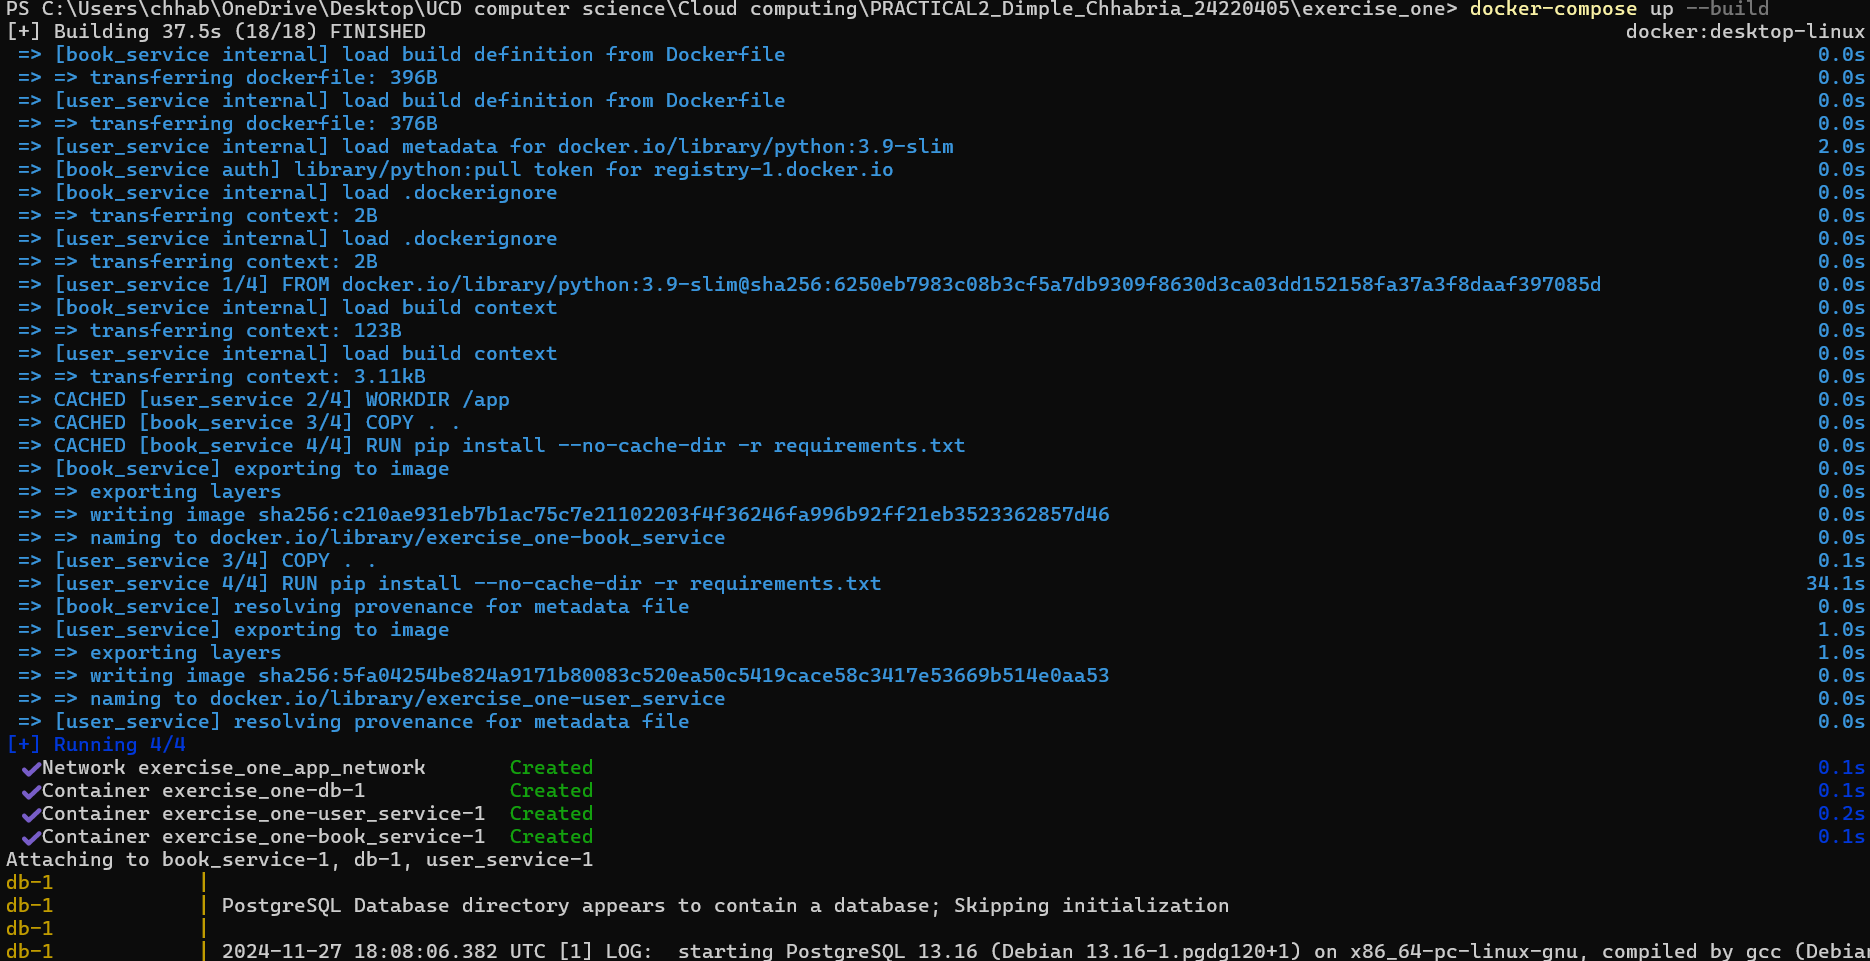 PS C:\Users\chhab\OneDrive\Desktop\UCD computer science\Cloud computing\PRACTICAL2_Dimple_Chhabria_24220405\exercise_one> docker-compose up --build
[+] Building 37.5s (18/18) FINISHED docker:desktop-linux
=> [book_service internal] load build definition from Dockerfile 0.0s
=> => transferring dockerfile: 396B 0.0s
=> [user_service internal] load build definition from Dockerfile 0.0s
=> => transferring dockerfile: 376B 0.0s
=> [user_service internal] load metadata for docker.io/library/python:3.9-slim 2.0s
=> [book_service auth] library/python:pull token for registry-1.docker.io 0.0s
=> [book_service internal] load .dockerignore 0.0s
=> => transferring context: 2B 0.0s
=> [user_service internal] load .dockerignore 0.0s
=> => transferring context: 2B 0.0s
=> [user_service 1/4] FROM docker.io/library/python:3.9-slim@sha256:6250eb7983c08b3cf5a7db9309f8630d3ca03dd152158fa37a3f8daaf397085d 0.0s
=> [book_service internal] load build context 0.0s
=> => transferring context: 123B 0.0s
=> [user_service internal] load build context 0.0s
=> => transferring context: 3.11kB 0.0s
=> CACHED [user_service 2/4] WORKDIR /app 0.0s
=> CACHED [book_service 3/4] COPY . . 0.0s
=> CACHED [book_service 4/4] RUN pip install --no-cache-dir -r requirements.txt 0.0s
=> [book_service] exporting to image 0.0s
=> => exporting layers 0.0s
=> => writing image sha256:c210ae931eb7b1ac75c7e21102203f4f36246fa996b92ff21eb3523362857d46 0.0s
=> => naming to docker.io/library/exercise_one-book_service 0.0s
=> [user_service 3/4] COPY . . 0.1s
=> [user_service 4/4] RUN pip install --no-cache-dir -r requirements.txt 34.1s
=> [book_service] resolving provenance for metadata file 0.0s
=> [user_service] exporting to image 1.0s
=> => exporting layers 1.0s
=> => writing image sha256:5fa04254be824a9171b80083c520ea50c5419cace58c3417e53669b514e0aa53 0.0s
=> => naming to docker.io/library/exercise_one-user_service 0.0s
=> [user_service] resolving provenance for metadata file 0.0s
[+] Running 4/4
✔Network exercise_one_app_network Created 0.1s
✔Container exercise_one-db-1 Created 0.1s
✔Container exercise_one-user_service-1 Created 0.2s
✔Container exercise_one-book_service-1 Created 0.1s
Attaching to book_service-1, db-1, user_service-1
db-1 |
db-1 | PostgreSQL Database directory appears to contain a database; Skipping initialization
db-1 |
db-1 | 2024-11-27 18:08:06.382 UTC [1] LOG: starting PostgreSQL 13.16 (Debian 13.16-1.pgdg120+1) on x86_64-pc-linux-gnu, compiled by gcc (Debia